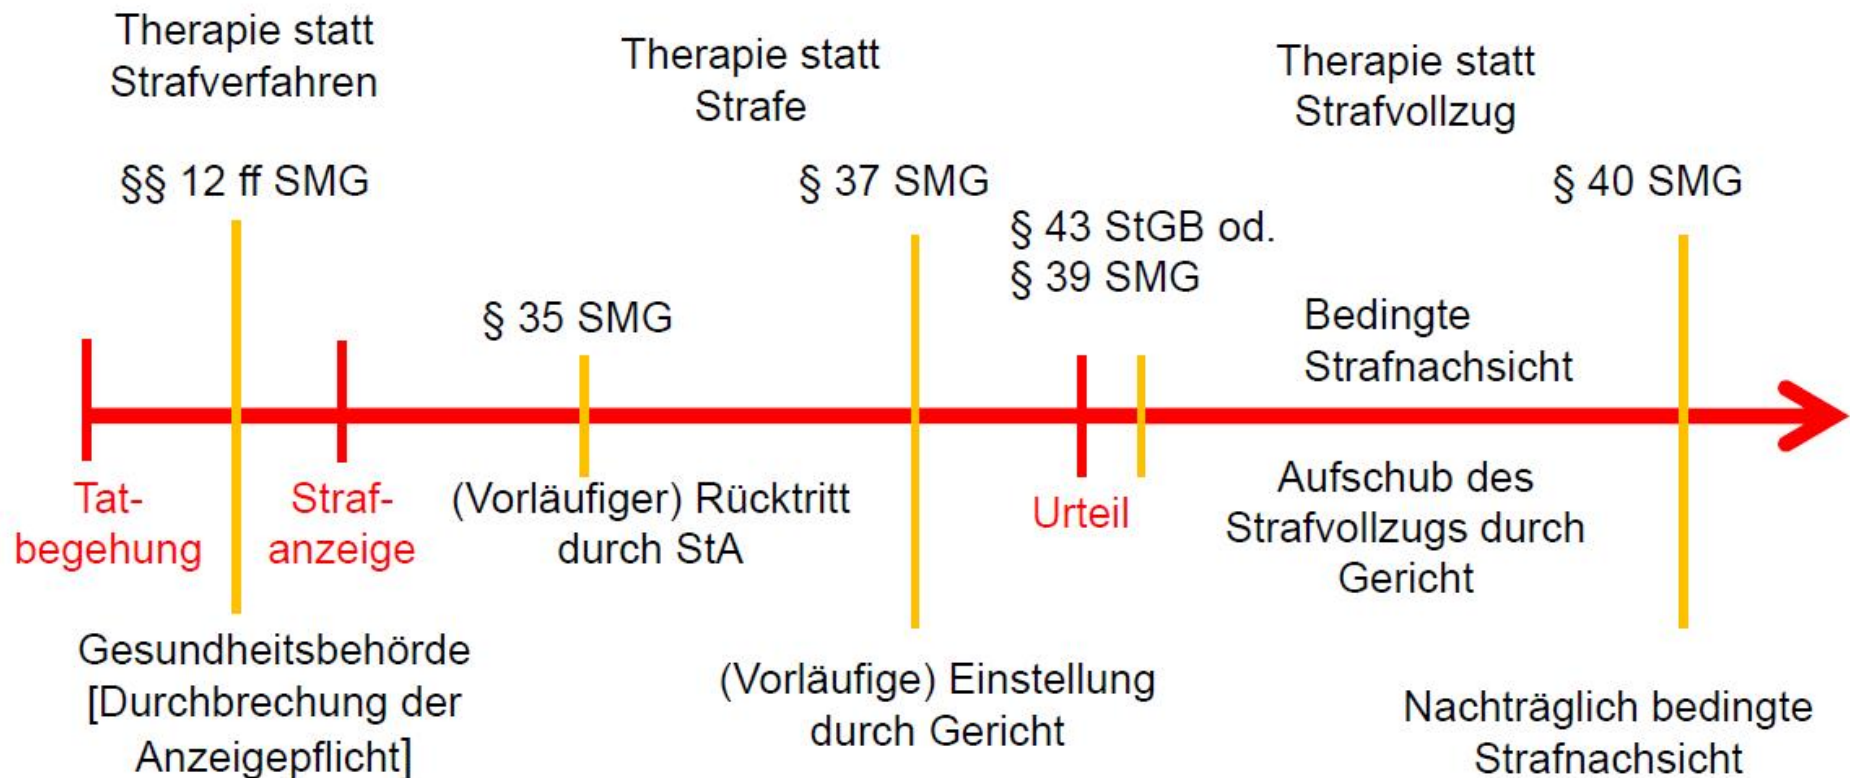 Therapie statt
Strafverfahren
Therapie statt
Strafe
Therapie statt
Strafvollzug
§§ 12 ff SMG
§ 37 SMG
§ 40 SMG
§ 43 StGB od.
§ 39 SMG
§ 35 SMG
Bedingte
Strafnachsicht
Tat-
begehung
Straf-
anzeige
(Vorläufiger) Rücktritt
durch StA
Urteil
Aufschub des
Strafvollzugs durch
Gericht
Gesundheitsbehörde
[Durchbrechung der
Anzeigepflicht]
(Vorläufige) Einstellung
durch Gericht
Nachträglich bedingte
Strafnachsicht